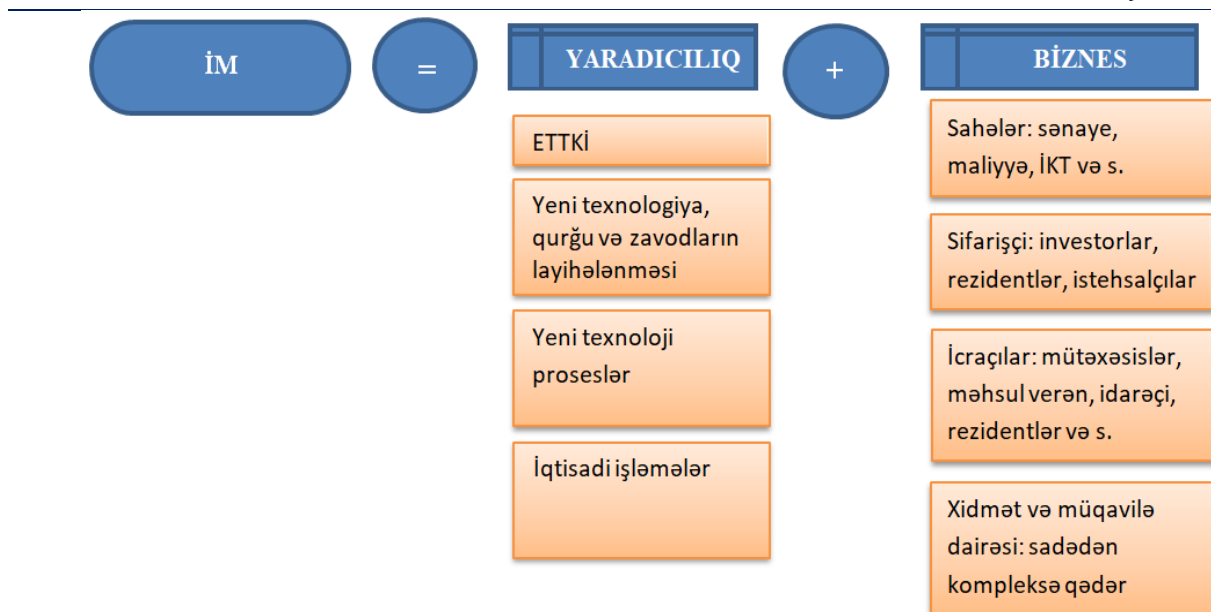 İM
=
YARADICILIQ
+
BİZNES
ETTKİ
Yeni texnologiya,
qurğu və zavodların
layihələnməsi
Yeni texnoloji
proseslər
İqtisadi işləmələr
Sahələr: sənaye,
maliyyə, İKT və s.
Sifarişçi: investorlar,
rezidentlər, istehsalçılar
İcraçılar: mütəxəsislər,
məhsul verən, idarəçi,
rezidentlər və s.
Xidmət və müqavilə
dairəsi: sadədən
kompleksə qədər